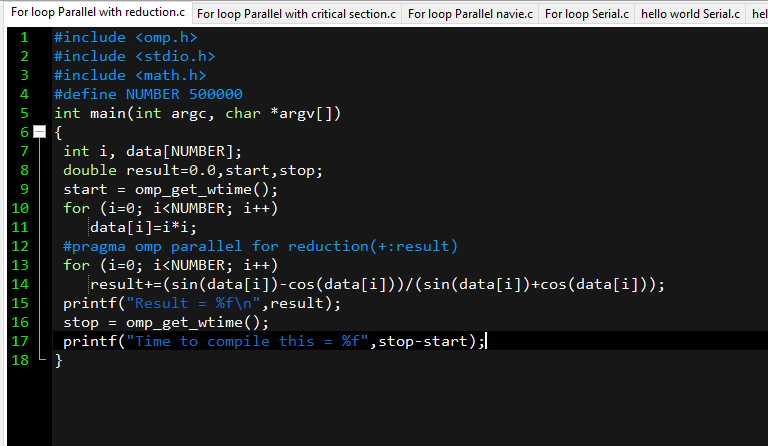 For loop Parallel with reduction.c For loop Parallel with critical section.c For loop Parallel navie.c For loop Serial.c hello world Serial.c hel
1 #include <omp.h>
2 #include <stdio.h>
3 #include <math.h>
4 #define NUMBER 500000
5 int main(int argc, char *argv[])
6 {
7 int i, data[NUMBER];
8 double result=0.0,start,stop;
9 start = omp_get_wtime();
10 for (i=0; i<NUMBER; i++)
11 data[i]=i*i;
12 #pragma omp parallel for reduction(+:result)
13 for (i=0; i<NUMBER; i++)
14 result+=(sin(data[i])-cos(data[i]))/(sin(data[i])+cos(data[i]));
15 printf("Result = %f\n",result);
16 stop = omp_get_wtime();
17 printf("Time to compile this = %f",stop-start);
18 }